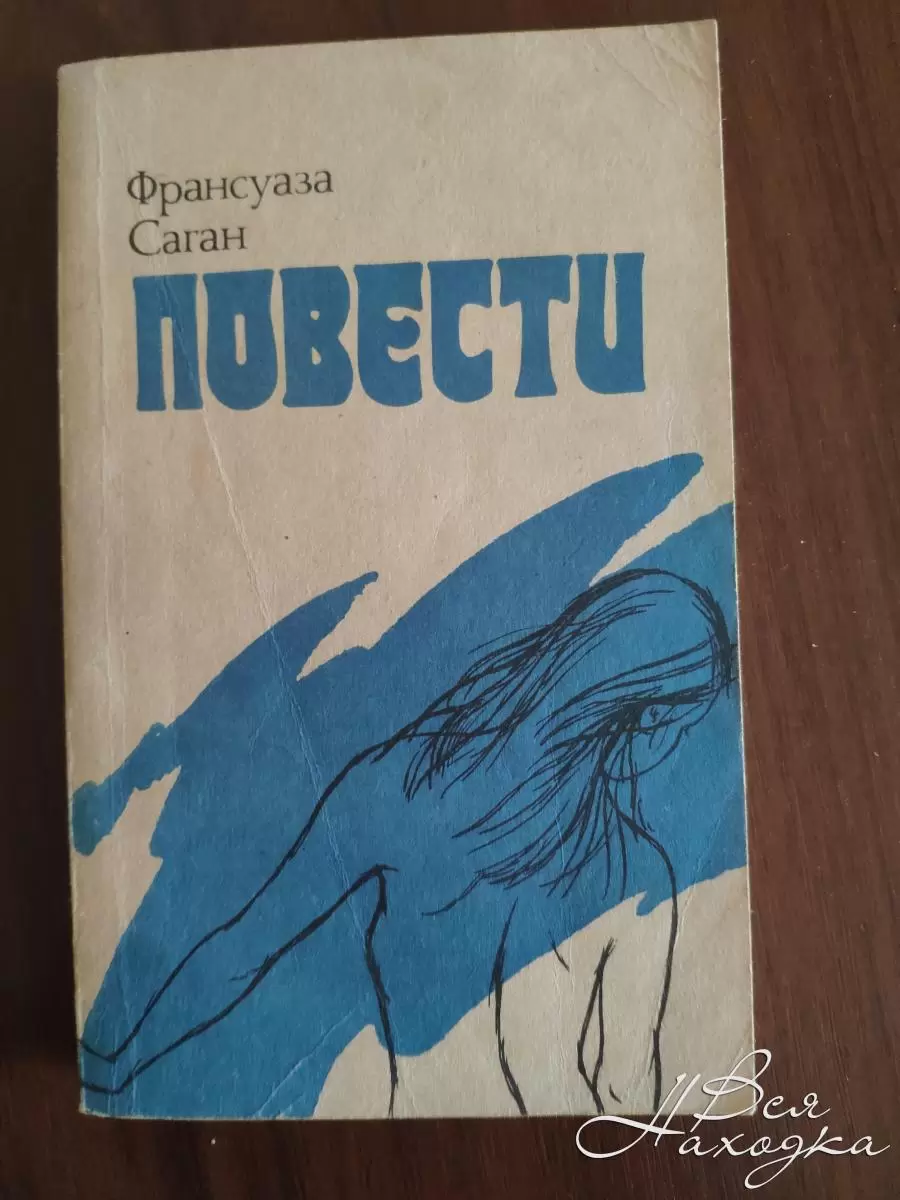 Франсуаза
Саган
ПОВЕСТИ
Вся
Находка